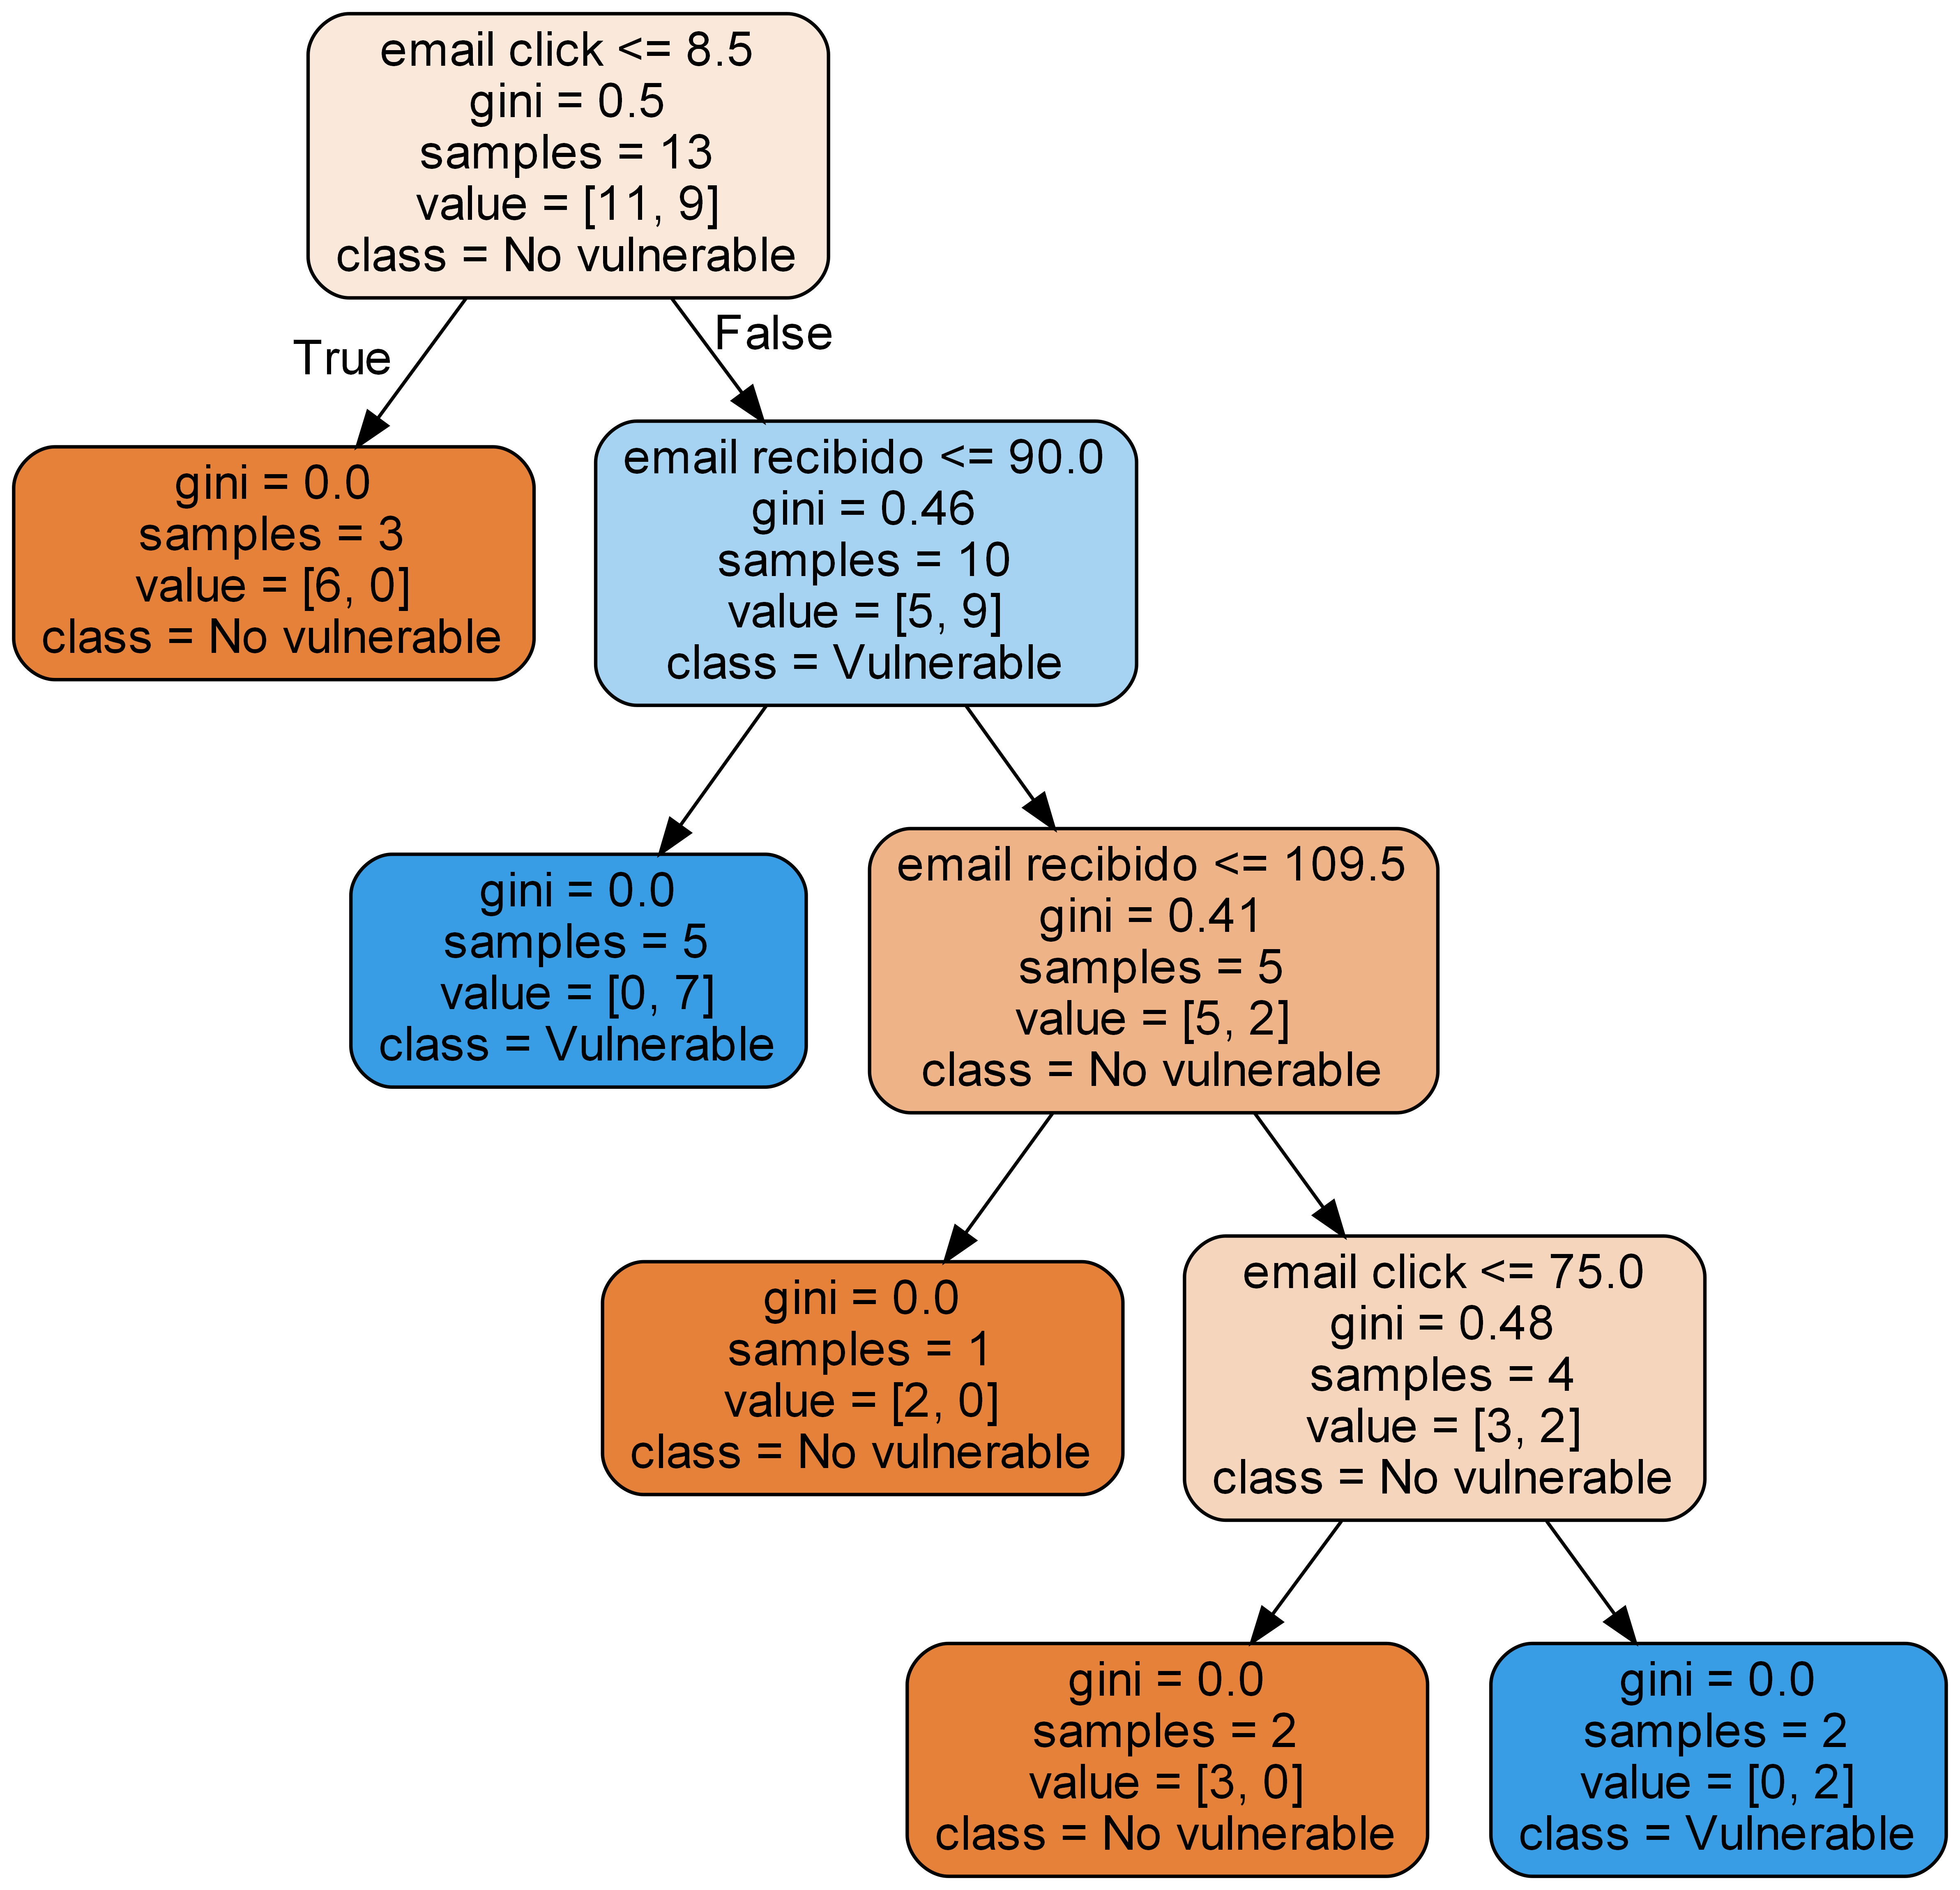 email click <= 8.5
gini = 0.5
samples = 13
value = [11, 9]
class = No vulnerable
True
False
gini = 0.0
samples = 3
value = [6, 0]
class = No vulnerable
email recibido <= 90.0
gini = 0.46
samples = 10
value = [5, 9]
class = Vulnerable
gini = 0.0
samples = 5
value = [0, 7]
class = Vulnerable
email recibido <= 109.5
gini = 0.41
samples = 5
value = [5, 2]
class = No vulnerable
gini = 0.0
samples = 1
value = [2, 0]
class = No vulnerable
email click <= 75.0
gini = 0.48
samples = 4
value = [3, 2]
class = No vulnerable
gini = 0.0
samples = 2
value = [3, 0]
class = No vulnerable
gini = 0.0
samples = 2
value = [0, 2]
class = Vulnerable